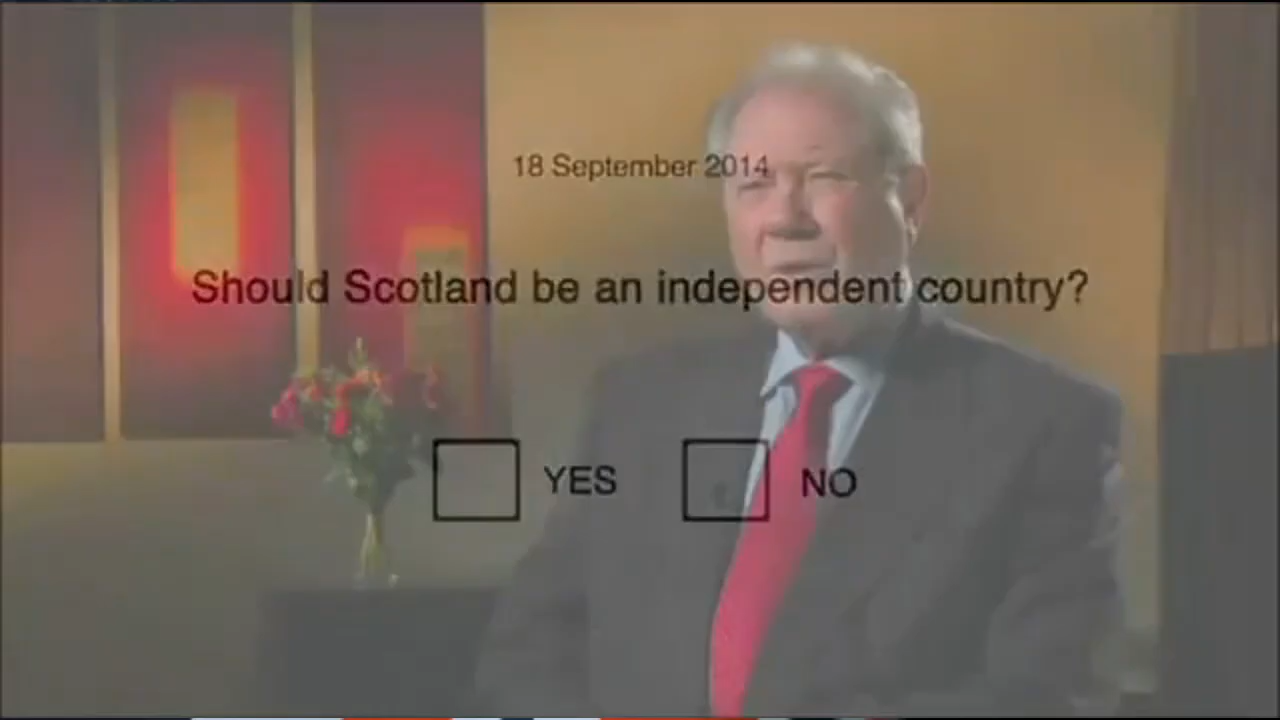 18 September 2014
Should Scotland be an independent country?
YES NO